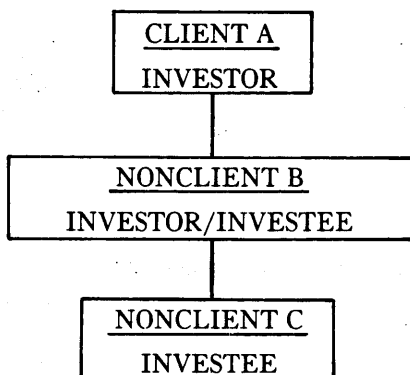 CLIENT A
INVESTOR
NONCLIENT B
INVESTOR/INVESTEE
NONCLIENT C
INVESTEE